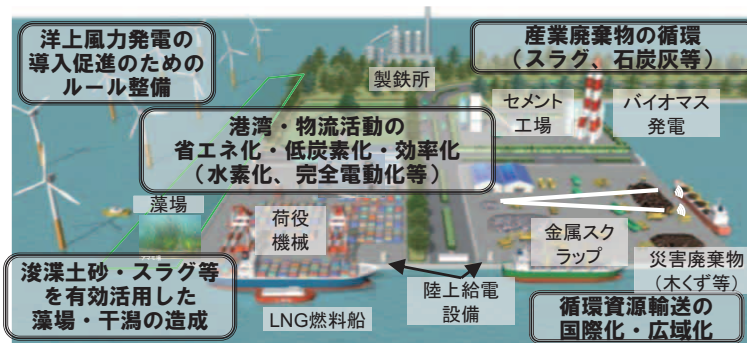 洋上風力発電の
導入促進のための
ルール整備
産業廃棄物の循環
（スラグ、石炭灰等）
製鉄所
セメント
工場
バイオマス
発電
港湾・物流活動の
省エネ化・低炭素化・効率化
（水素化、完全電動化等）
藻場
荷役
機械
金属スク
ラップ
災害廃棄物
（木くず等）
浚渫土砂・スラグ等
を有効活用した
藻場・干潟の造成
LNG燃料船
陸上給電
設備
循環資源輸送の
国際化・広域化